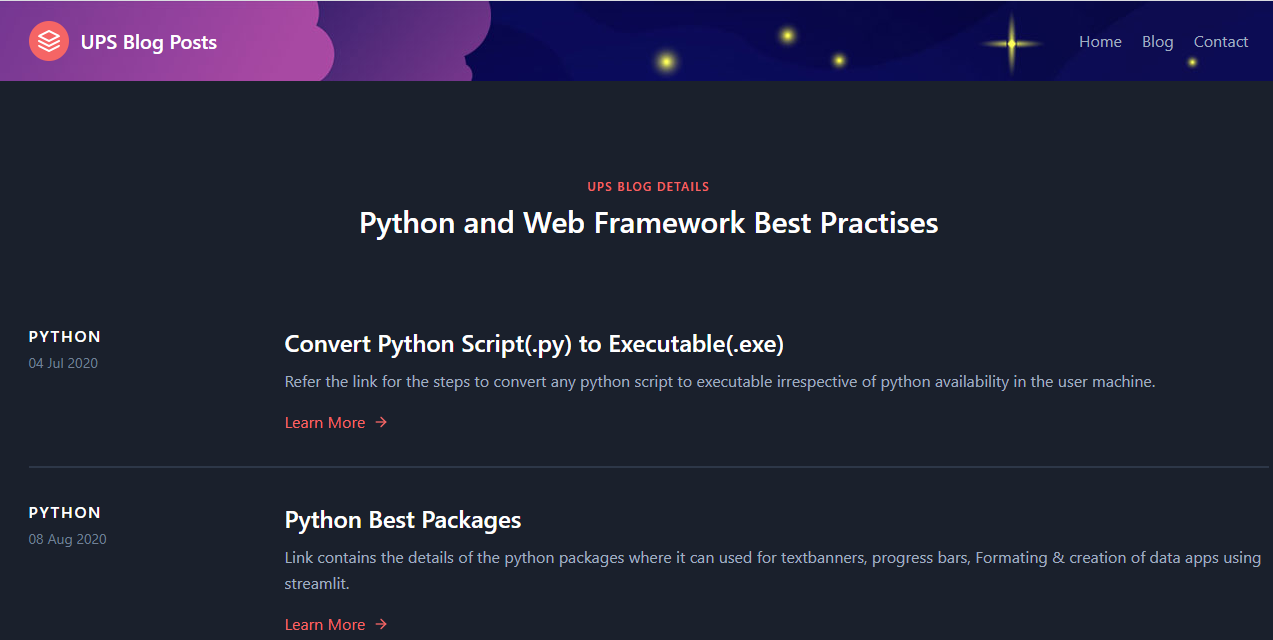 UPS Blog Posts
Home Blog Contact
UPS BLOG DETAILS
Python and Web Framework Best Practises
PYTHON
04 Jul 2020
Convert Python Script(.py) to Executable(.exe)
Refer the link for the steps to convert any python script to executable irrespective of python availability in the user machine.
Learn More →
PYTHON
08 Aug 2020
Python Best Packages
Link contains the details of the python packages where it can used for textbanners, progress bars, Formating & creation of data apps using
streamlit.
Learn More →